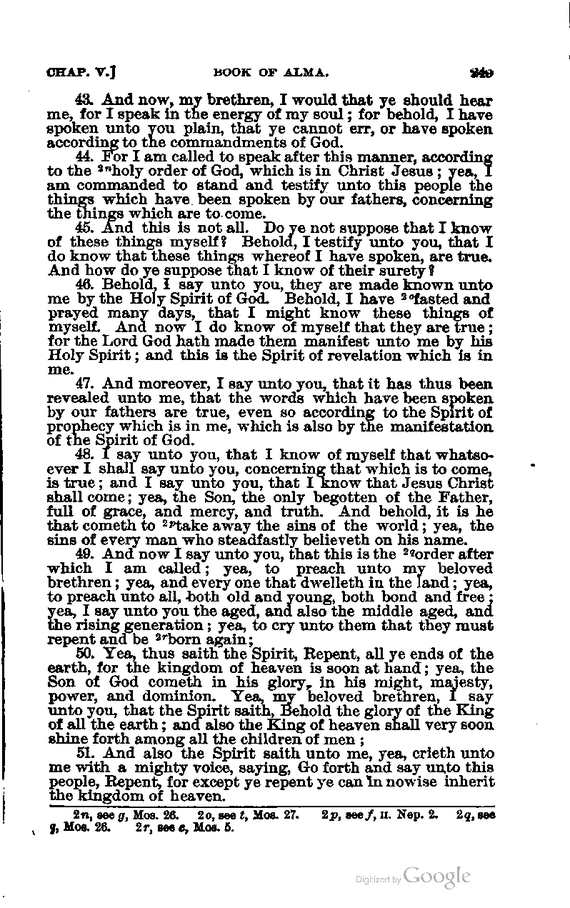 CHAP. V.] BOOK OF ALMA. 249
43. And now, my brethren, I would that ye should hear
me, for I speak in the energy of my soul; for behold, I have
spoken unto you plain, that ye cannot err, or have spoken
according to the commandments of God.
44. For I am called to speak after this manner, according
to the ²ⁿholy order of God, which is in Christ Jesus; yea, I
am commanded to stand and testify unto this people the
things which have been spoken by our fathers, concerning
the things which are to come.
45. And this is not all. Do ye not suppose that I know
of these things myself? Behold, I testify unto you, that I
do know that these things whereof I have spoken, are true.
And how do ye suppose that I know of their surety?
46. Behold, I say unto you, they are made known unto
me by the Holy Spirit of God. Behold, I have ²ᵒfasted and
prayed many days, that I might know these things of
myself. And now I do know of myself that they are true;
for the Lord God hath made them manifest unto me by his
Holy Spirit; and this is the Spirit of revelation which is in
me.
47. And moreover, I say unto you, that it has thus been
revealed unto me, that the words which have been spoken
by our fathers are true, even so according to the Spirit of
prophecy which is in me, which is also by the manifestation
of the Spirit of God.
48. I say unto you, that I know of myself that whatso-
ever I shall say unto you, concerning that which is to come,
is true; and I say unto you, that I know that Jesus Christ
shall come; yea, the Son, the only begotten of the Father,
full of grace, and mercy, and truth. And behold, it is he
that cometh to ²ᵖtake away the sins of the world; yea, the
sins of every man who steadfastly believeth on his name.
49. And now I say unto you, that this is the ²𐞥order after
which I am called; yea, to preach unto my beloved
brethren; yea, and every one that dwelleth in the land; yea,
to preach unto all, both old and young, both bond and free;
yea, I say unto you the aged, and also the middle aged, and
the rising generation; yea, to cry unto them that they must
repent and be ²ʳborn again;
50. Yea, thus saith the Spirit, Repent, all ye ends of the
earth, for the kingdom of heaven is soon at hand; yea, the
Son of God cometh in his glory, in his might, majesty,
power, and dominion. Yea, my beloved brethren, I say
unto you, that the Spirit saith, Behold the glory of the King
of all the earth; and also the King of heaven shall very soon
shine forth among all the children of men;
51. And also the Spirit saith unto me, yea, crieth unto
me with a mighty voice, saying, Go forth and say unto this
people, Repent, for except ye repent ye can in nowise inherit
the kingdom of heaven.
2n, see g, Mos. 26. 2o, see t, Mos. 27. 2p, see f, II. Nep. 2. 2q, see
g, Mos. 26. 2r, see e, Mos. 5.
Digitized by Google